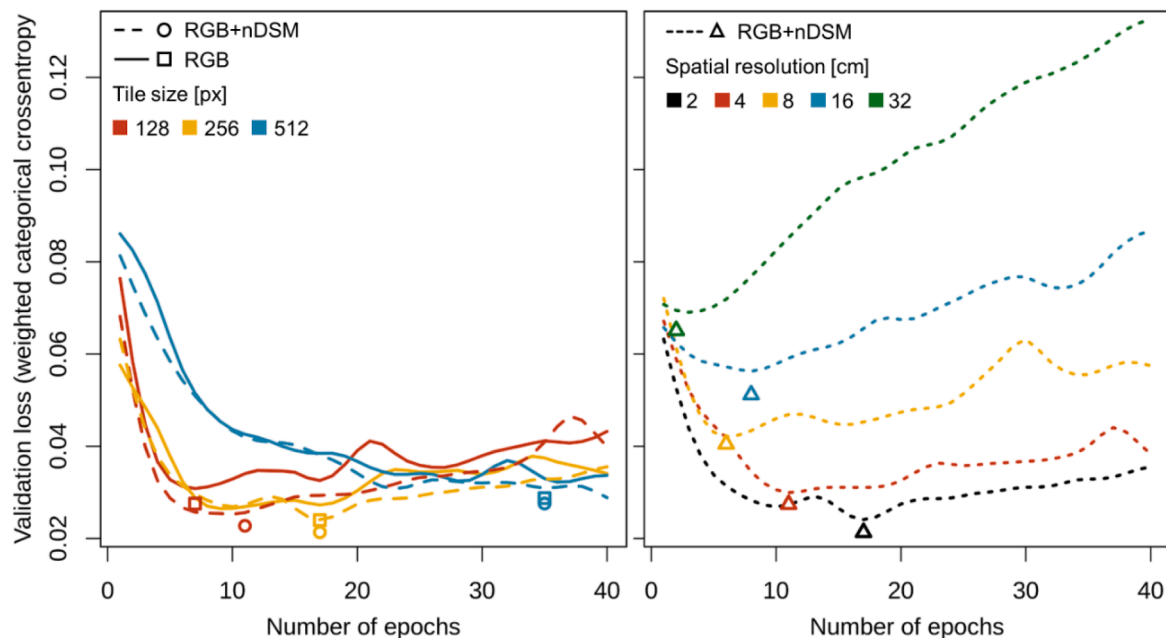 Validation loss (weighted categorical crossentropy
0.12
0.10
0.08
0.06
0.04
0.02
RGB+nDSM
RGB
Tile size [px]
128 256 512
0 10 20 30 40
Number of epochs
RGB+nDSM
Spatial resolution [cm]
2 4 8 16 32
0 10 20 30 40
Number of epochs